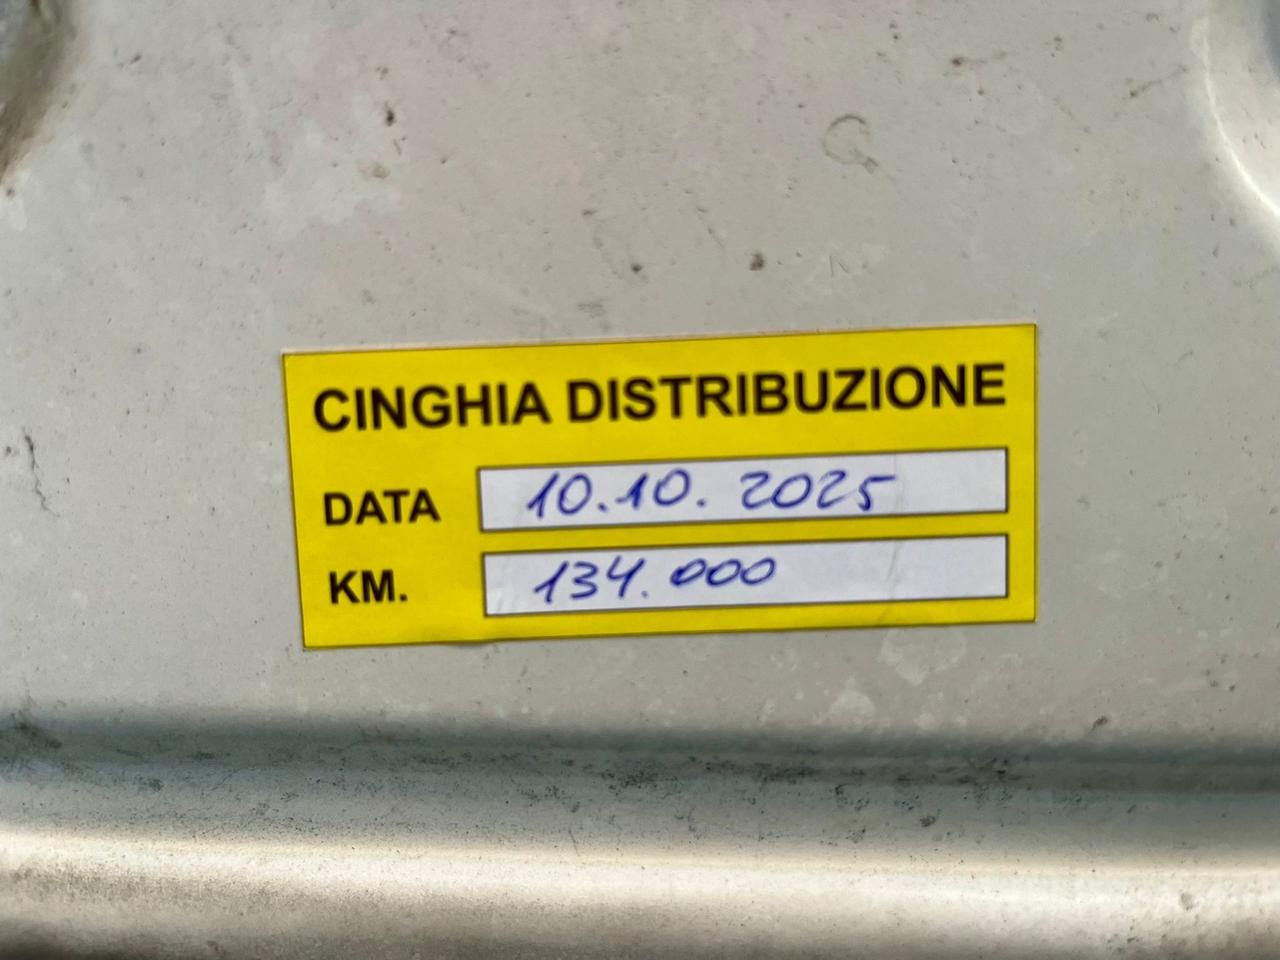 CINGHIA DISTRIBUZIONE
DATA 10.10.2025
KM. 134.000